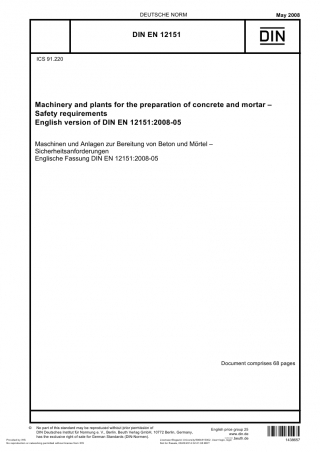 DEUTSCHE NORM
May 2008
DIN EN 12151
DIN
ICS 91.220
Machinery and plants for the preparation of concrete and mortar –
Safety requirements
English version of DIN EN 12151:2008-05
Maschinen und Anlagen zur Bereitung von Beton und Mörtel –
Sicherheitsanforderungen
Englische Fassung DIN EN 12151:2008-05
Document comprises 68 pages
© No part of this standard may be reproduced without prior permission of
DIN Deutsches Institut für Normung e. V., Berlin. Beuth Verlag GmbH, 10772 Berlin, Germany,
has the exclusive right of sale for German Standards (DIN-Normen).
English price group 23
www.din.de
www.beuth.de